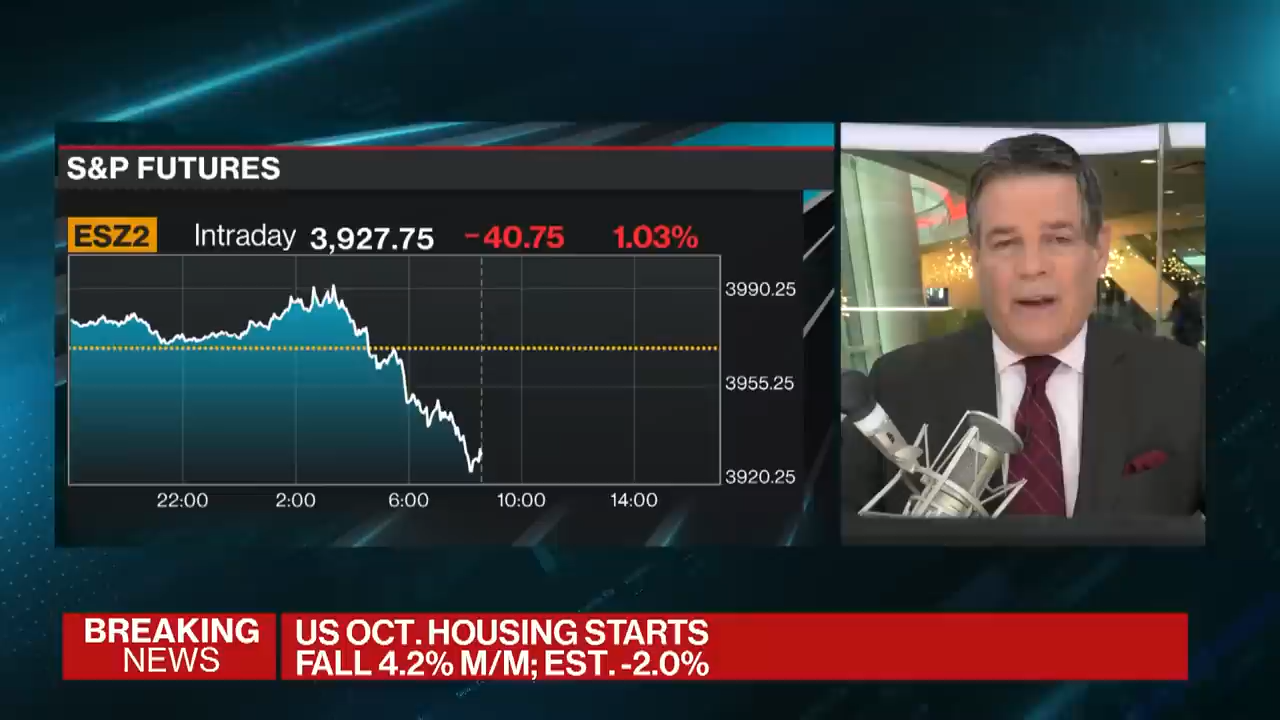 S&P FUTURES
ESZ2 Intraday 3,927.75 -40.75 1.03%
3990.25
3955.25
3920.25
22:00 2:00 6:00 10:00 14:00
BREAKING NEWS
US OCT. HOUSING STARTS
FALL 4.2% M/M; EST. -2.0%